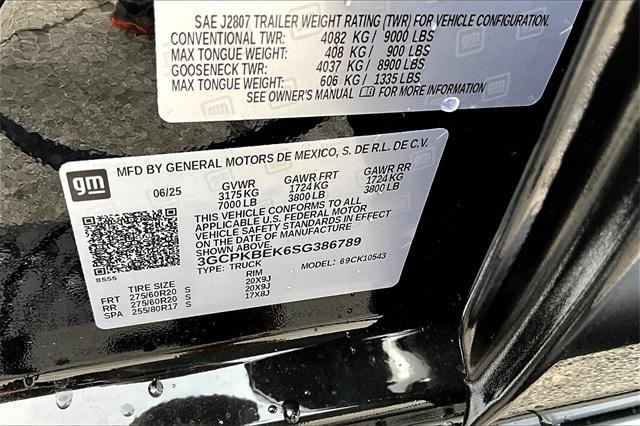 SAE J2807 TRAILER WEIGHT RATING (TWR) FOR VEHICLE CONFIGURATION.
CONVENTIONAL TWR: 4082 KG / 9000 LBS
MAX TONGUE WEIGHT: 408 KG / 900 LBS
GOOSENECK TWR: 4037 KG / 8900 LBS
MAX TONGUE WEIGHT: 606 KG / 1335 LBS
SEE OWNER'S MANUAL FOR MORE INFORMATION
gm
MFD BY GENERAL MOTORS DE MEXICO, S. DE R.L. DE C.V.
06/25 GVWR GAWR FRT GAWR RR
3175 KG 1724 KG 1724 KG
7000 LB 3800 LB 3800 LB
THIS VEHICLE CONFORMS TO ALL
APPLICABLE U.S. FEDERAL MOTOR
VEHICLE SAFETY STANDARDS IN EFFECT
ON THE DATE OF MANUFACTURE
3GCPKBEK6SG386789
TYPE: TRUCK MODEL: 69CK10543
8555
TIRE SIZE RIM
FRT 275/60R20 S 20X9J
RR 275/60R20 S 20X9J
SPA 255/80R17 S 17X8J